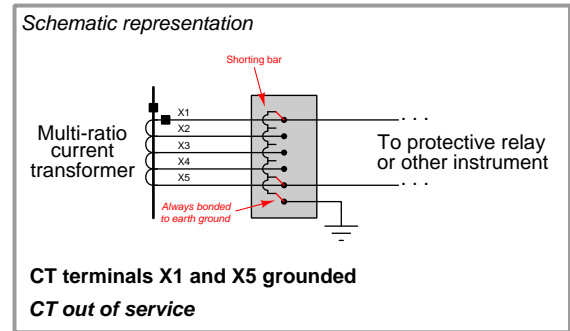 Schematic representation
Shorting bar
X1
X2
X3
X4
X5
Multi-ratio
current
transformer
To protective relay
or other instrument
. . .
. . .
Always bonded
to earth ground
CT terminals X1 and X5 grounded
CT out of service